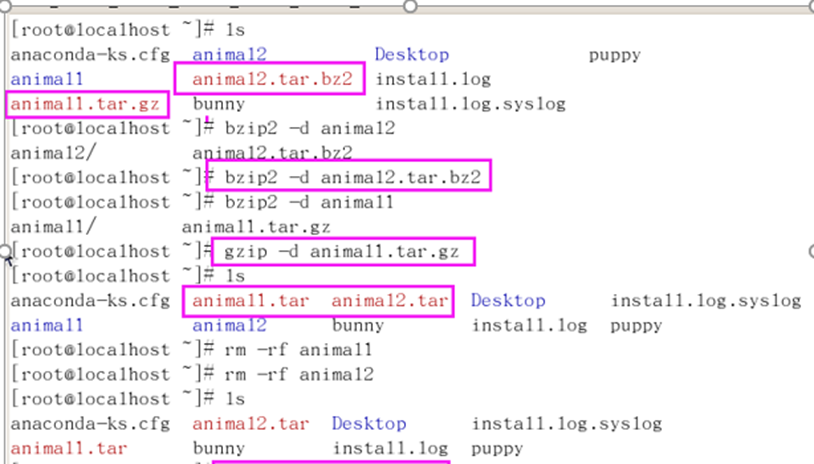 [root@localhost ~]# ls
anaconda-ks.cfg animal2 Desktop puppy
animal1 animal2.tar.bz2 install.log
animal1.tar.gz bunny install.log.syslog
[root@localhost ~]# bzip2 -d animal2
animal2/ animal2.tar.bz2
[root@localhost ~]# bzip2 -d animal2.tar.bz2
[root@localhost ~]# bzip2 -d animal1
animal1/ animal1.tar.gz
[root@localhost ~]# gzip -d animal1.tar.gz
[root@localhost ~]# ls
anaconda-ks.cfg animal1.tar animal2.tar Desktop install.log.syslog
animal1 animal2 bunny install.log puppy
[root@localhost ~]# rm -rf animal1
[root@localhost ~]# rm -rf animal2
[root@localhost ~]# ls
anaconda-ks.cfg animal2.tar Desktop install.log.syslog
animal1.tar bunny install.log puppy